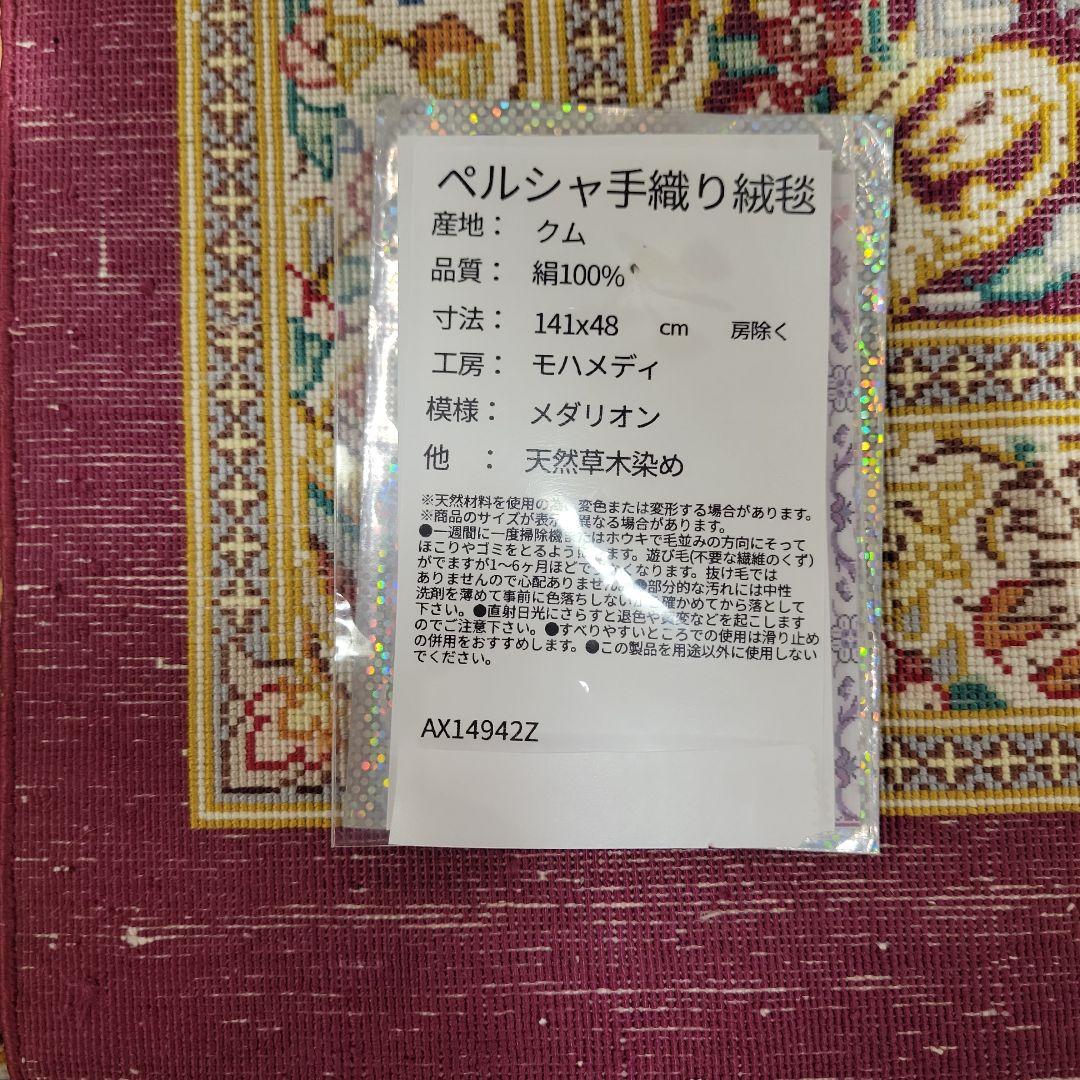 ペルシャ手織り絨毯
産地： クム
品質： 絹100%
寸法： 141x48 cm 房除く
工房： モハメディ
模様： メダリオン
他 ： 天然草木染め
※天然材料を使用の 変色または変形する場合があります。
※商品のサイズが表示 異なる場合があります。
●一週間に一度掃除機またはホウキで毛並みの方向にそって
ほこりやゴミをとるよう ます。遊び毛(不要な繊維のくず)
がでますが1〜6ヶ月ほどで なくなります。抜け毛では
ありませんので心配ありません。●部分的な汚れには中性
洗剤を薄めて事前に色落ちしない 確かめてから落として
下さい。●直射日光にさらすと退色や 変などを起こします
のでご注意下さい。●すべりやすいところでの使用は滑り止め
の併用をおすすめします。●この製品を用途以外に使用しない
でください。
AX14942Z